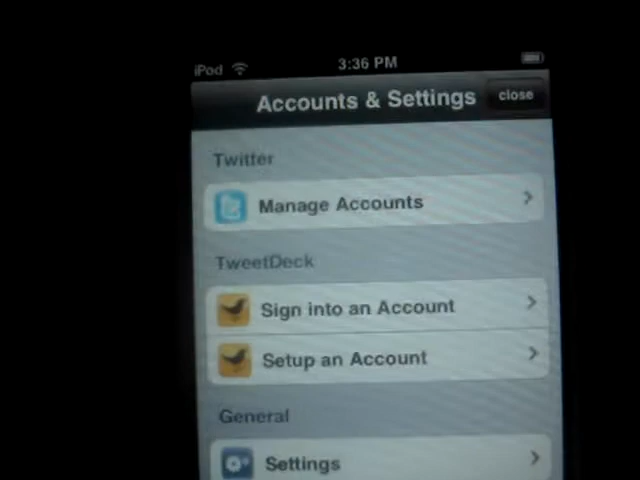 iPod 3:36 PM
Accounts & Settings close
Twitter
Manage Accounts
TweetDeck
Sign into an Account
Setup an Account
General
Settings